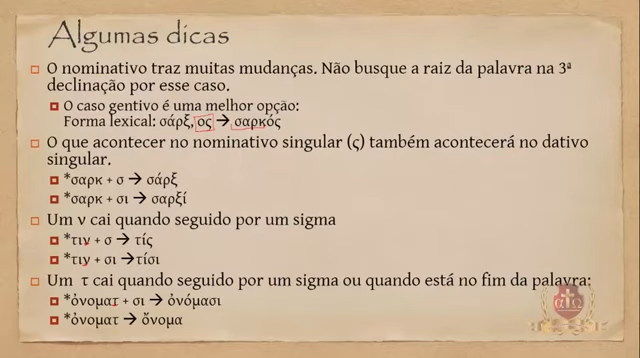 Algumas dicas
O nominativo traz muitas mudanças. Não busque a raiz da palavra na 3ª
declinação por esse caso.
O caso gentivo é uma melhor opção:
Forma lexical: σάρξ, ος → σαρκός
O que acontecer no nominativo singular (ς) também acontecerá no dativo
singular.
*σαρκ + σ → σάρξ
*σαρκ + σι → σαρξί
Um ν cai quando seguido por um sigma
*τιν + σ → τίς
*τιν + σι → τίσι
Um τ cai quando seguido por um sigma ou quando está no fim da palavra:
*ὀνοματ + σι → ὀνόμασι
*ὀνοματ → ὄνομα